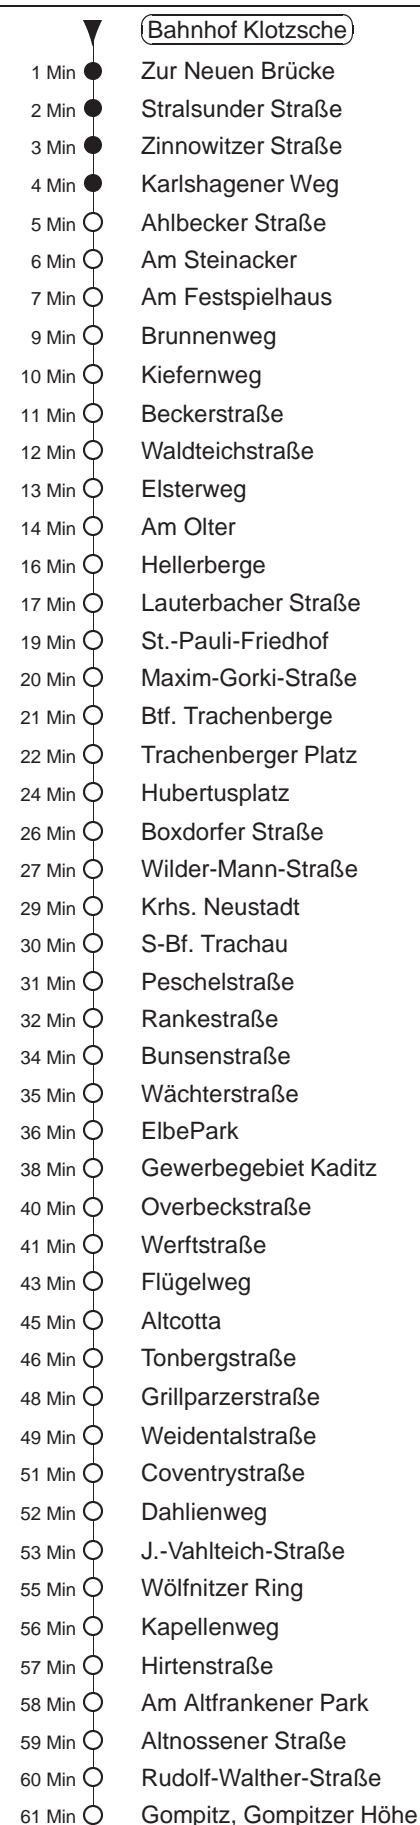 Bahnhof Klotzsche
1 Min Zur Neuen Brücke
2 Min Stralsunder Straße
3 Min Zinnowitzer Straße
4 Min Karlshagener Weg
5 Min Ahlbecker Straße
6 Min Am Steinacker
7 Min Am Festspielhaus
9 Min Brunnenweg
10 Min Kiefernweg
11 Min Beckerstraße
12 Min Waldteichstraße
13 Min Elsterweg
14 Min Am Olter
16 Min Hellerberge
17 Min Lauterbacher Straße
19 Min St.-Pauli-Friedhof
20 Min Maxim-Gorki-Straße
21 Min Btf. Trachenberge
22 Min Trachenberger Platz
24 Min Hubertusplatz
26 Min Boxdorfer Straße
27 Min Wilder-Mann-Straße
29 Min Krhs. Neustadt
30 Min S-Bf. Trachau
31 Min Peschelstraße
32 Min Rankestraße
34 Min Bunsenstraße
35 Min Wächterstraße
36 Min ElbePark
38 Min Gewerbegebiet Kaditz
40 Min Overbeckstraße
41 Min Werftstraße
43 Min Flügelweg
45 Min Altcotta
46 Min Tonbergstraße
48 Min Grillparzerstraße
49 Min Weidentalstraße
51 Min Coventrystraße
52 Min Dahlienweg
53 Min J.-Vahlteich-Straße
55 Min Wölfnitzer Ring
56 Min Kapellenweg
57 Min Hirtenstraße
58 Min Am Altfrankener Park
59 Min Altnossener Straße
60 Min Rudolf-Walther-Straße
61 Min Gompitz, Gompitzer Höhe